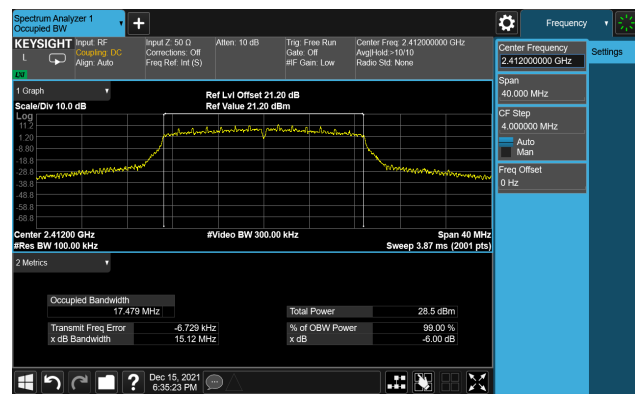 Spectrum Analyzer 1
Occupied BW
Frequency
KEYSIGHT
L
Input: RF
Coupling: DC
Align: Auto
Input Z: 50 Ω
Corrections: Off
Freq Ref: Int (S)
Atten: 10 dB
Trig: Free Run
Gate: Off
#IF Gain: Low
Center Freq: 2.412000000 GHz
Avg|Hold:>10/10
Radio Std: None
Center Frequency
2.412000000 GHz
Settings
Span
40.000 MHz
CF Step
4.000000 MHz
Auto
Man
Freq Offset
0 Hz
1 Graph
Scale/Div 10.0 dB
Ref Lvl Offset 21.20 dB
Ref Value 21.20 dBm
Log
11.2
1.20
-8.80
-18.8
-28.8
-38.8
-48.8
-58.8
-68.8
Center 2.41200 GHz
#Res BW 100.00 kHz
#Video BW 300.00 kHz
Span 40 MHz
Sweep 3.87 ms (2001 pts)
2 Metrics
Occupied Bandwidth
17.479 MHz
Total Power 28.5 dBm
Transmit Freq Error -6.729 kHz
% of OBW Power 99.00 %
x dB Bandwidth 15.12 MHz
x dB -6.00 dB
?
Dec 15, 2021
6:35:23 PM